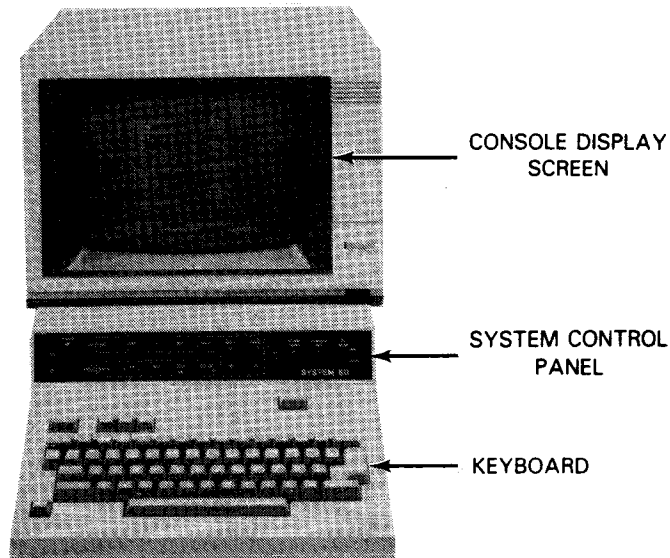 CONSOLE DISPLAY
SCREEN
SYSTEM CONTROL
PANEL
SYSTEM 80
KEYBOARD